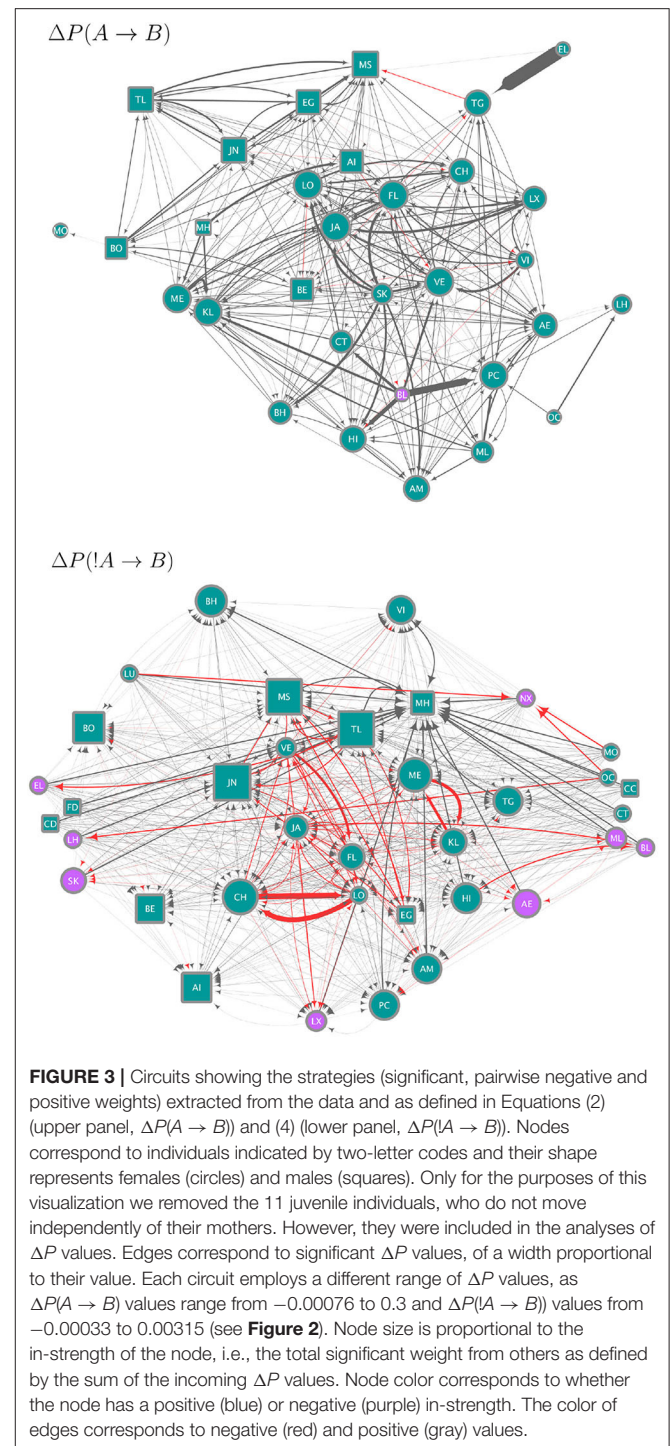 ΔP(A → B)
EL
MS
TL
EG
TG
JN
AI
CH
LO
FL
LX
MO
MH
JA
BO
VI
ME
BE
SK
VE
KL
LH
AE
CT
PC
BL
BH
OC
HI
ML
AM
ΔP(!A → B)
BH
VI
LU
MS
NX
MH
BO
TL
VE
MO
ME
OC
EL
JN
CC
TG
FD
CT
CD
JA
LH
KL
ML
BL
FL
SK
CH
LO
HI
BE
EG
AE
AM
AI
PC
LX
FIGURE 3 | Circuits showing the strategies (significant, pairwise negative and
positive weights) extracted from the data and as defined in Equations (2)
(upper panel, ΔP(A → B)) and (4) (lower panel, ΔP(!A → B)). Nodes
correspond to individuals indicated by two-letter codes and their shape
represents females (circles) and males (squares). Only for the purposes of this
visualization we removed the 11 juvenile individuals, who do not move
independently of their mothers. However, they were included in the analyses of
ΔP values. Edges correspond to significant ΔP values, of a width proportional
to their value. Each circuit employs a different range of ΔP values, as
ΔP(A → B) values range from −0.00076 to 0.3 and ΔP(!A → B)) values from
−0.00033 to 0.00315 (see Figure 2). Node size is proportional to the
in-strength of the node, i.e., the total significant weight from others as defined
by the sum of the incoming ΔP values. Node color corresponds to whether
the node has a positive (blue) or negative (purple) in-strength. The color of
edges corresponds to negative (red) and positive (gray) values.